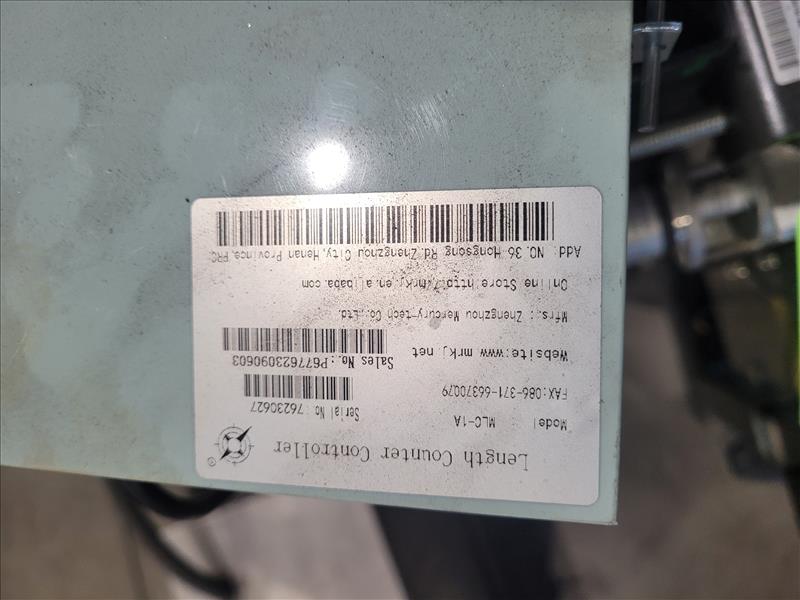 Length Counter Controller
Model MLC-1A
Serial No 76230627
FAX:086-371-66370079
Sales No.:P677623090603
Website:www.mrkj.net
Mfrs.:Zhengzhou Mercury-tech Co.,Ltd.
Online Store:http://mrkj.en.alibaba.com
Add: NO.36 Hongsong Rd.Zhengzhou City,Henan Province,PRC